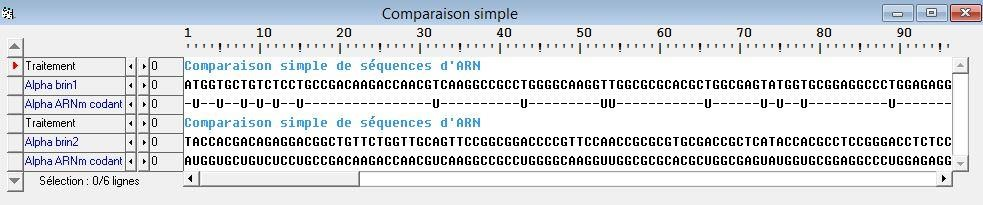 Comparaison simple
1 10 20 30 40 50 60 70 80 90
Traitement 0 Comparaison simple de séquences d'ARN
Alpha brin1 0 ATGGTGCTGTCTCCTGCCGACAAGACCAACGTCAAGGCCGCCTGGGGCAAGGTTGGCGCGCACGCTGGCGAGTATGGTGCGGAGGCCCTGGAGAGG
Alpha ARNm codant 0 -U--U--U-U-U--U----------------U----------U---------UU-----------U------U-U--U----------U-------
Traitement 0 Comparaison simple de séquences d'ARN
Alpha brin2 0 TACCACGACAGAGGACGGCTGTTCTGGTTGCAGTTCCGGCGGACCCCGTTCCAACCGCGCGTGCGACCGCTCATACCACGCCTCCGGGACCTCTCC
Alpha ARNm codant 0 AUGGUGCUGUCUCCUGCCGACAAGACCAACGUCAAGGCCGCCUGGGGCAAGGUUGGCGCGCACGCUGGCGAGUAUGGUGCGGAGGCCCUGGAGAGG
Sélection : 0/6 lignes